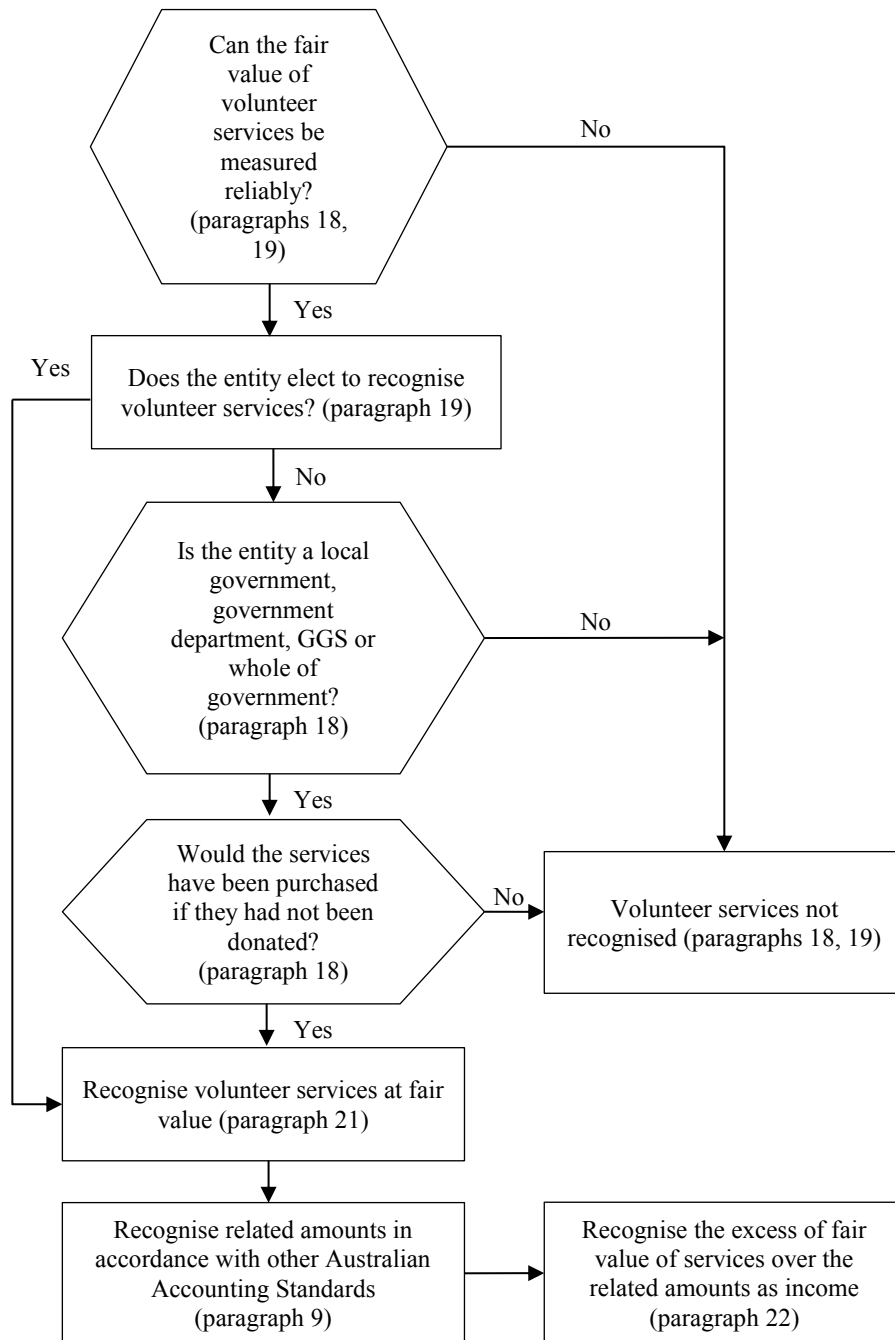 Can the fair
value of
volunteer
services be
measured
reliably?
(paragraphs 18,
19)
No
Yes
Yes
Does the entity elect to recognise
volunteer services? (paragraph 19)
No
Is the entity a local
government,
government
department, GGS or
whole of
government?
(paragraph 18)
No
Yes
Would the services
have been purchased
if they had not been
donated?
(paragraph 18)
No
Volunteer services not
recognised (paragraphs 18, 19)
Yes
Recognise volunteer services at fair
value (paragraph 21)
Recognise related amounts in
accordance with other Australian
Accounting Standards
(paragraph 9)
Recognise the excess of fair
value of services over the
related amounts as income
(paragraph 22)